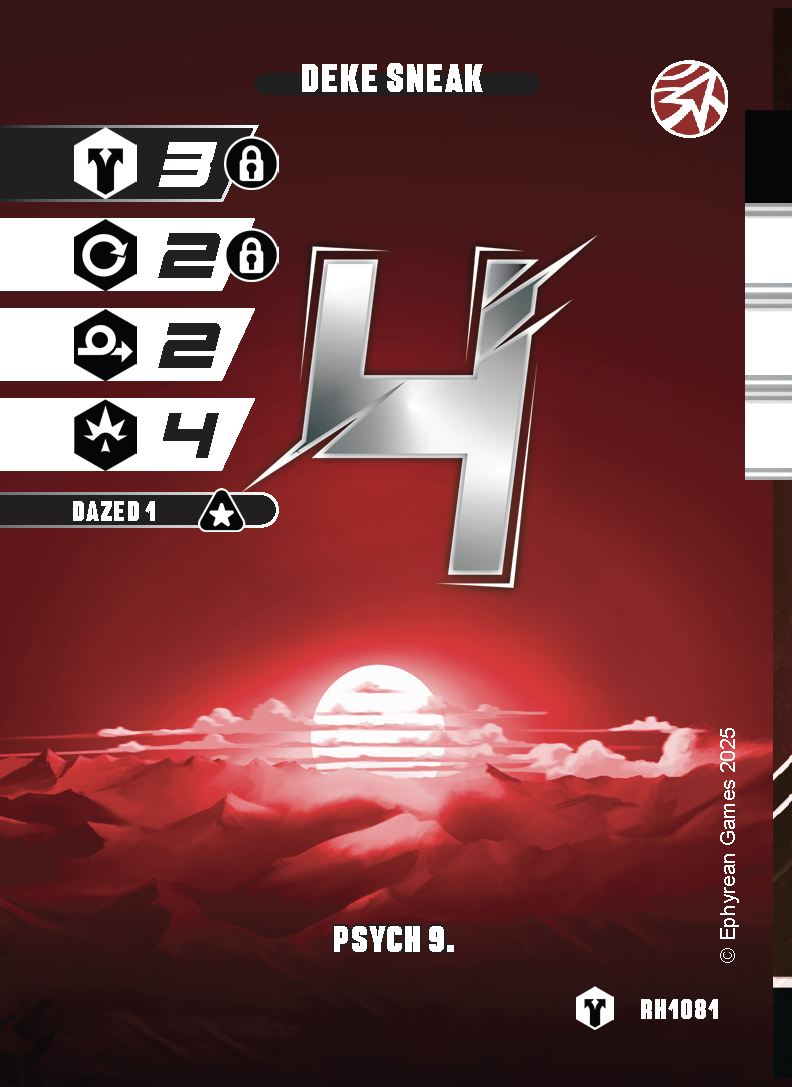 DEKE SNEAK
3
2
2
4
DAZED 1
4
PSYCH 9.
© Ephyrean Games 2025
RH1081